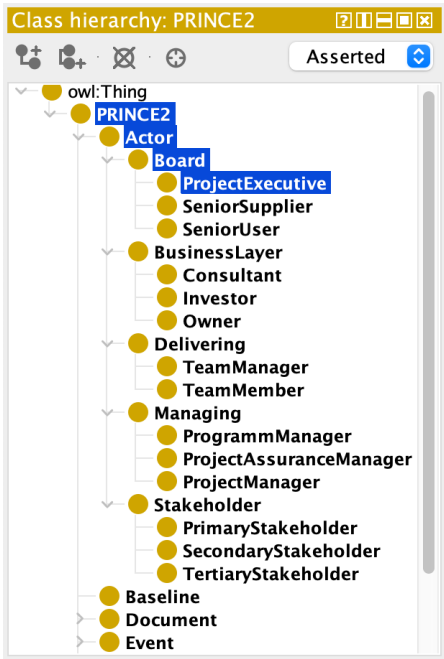 Class hierarchy: PRINCE2
Asserted
owl:Thing
PRINCE2
Actor
Board
ProjectExecutive
SeniorSupplier
SeniorUser
BusinessLayer
Consultant
Investor
Owner
Delivering
TeamManager
TeamMember
Managing
ProgrammManager
ProjectAssuranceManager
ProjectManager
Stakeholder
PrimaryStakeholder
SecondaryStakeholder
TertiaryStakeholder
Baseline
Document
Event